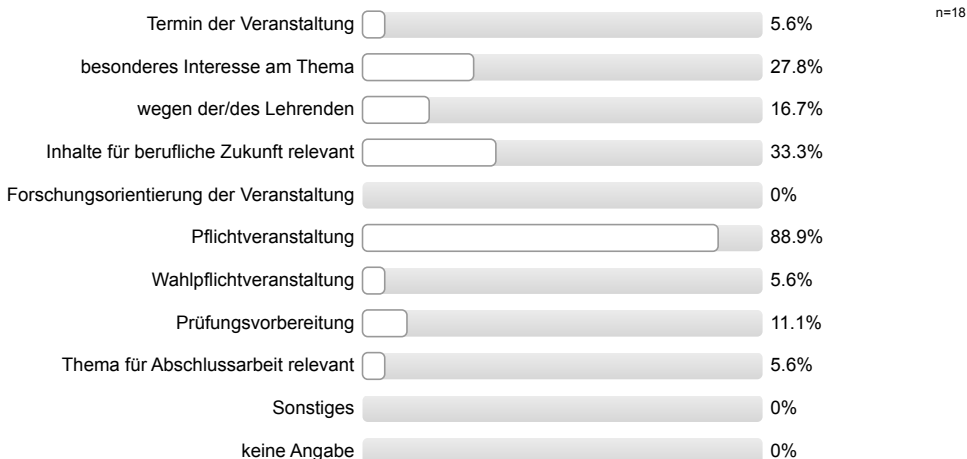 Termin der Veranstaltung 5.6% n=18
besonderes Interesse am Thema 27.8%
wegen der/des Lehrenden 16.7%
Inhalte für berufliche Zukunft relevant 33.3%
Forschungsorientierung der Veranstaltung 0%
Pflichtveranstaltung 88.9%
Wahlpflichtveranstaltung 5.6%
Prüfungsvorbereitung 11.1%
Thema für Abschlussarbeit relevant 5.6%
Sonstiges 0%
keine Angabe 0%